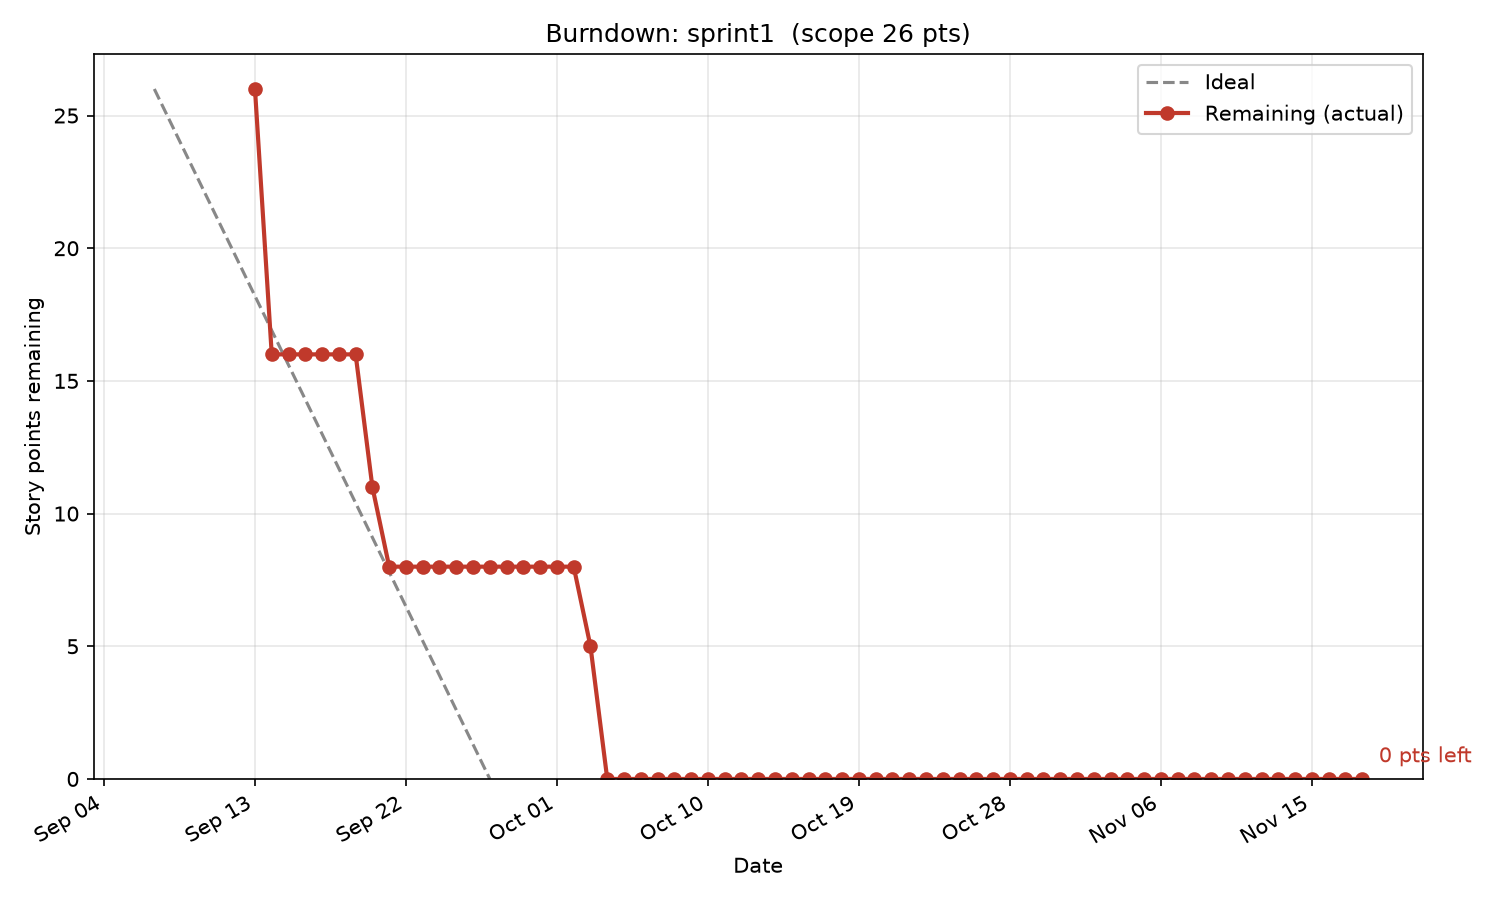 Burndown: sprint1  (scope 26 pts)
Ideal
Remaining (actual)
25
20
15
10
5
0
Story points remaining
0 pts left
Sep 04
Sep 13
Sep 22
Oct 01
Oct 10
Oct 19
Oct 28
Nov 06
Nov 15
Date